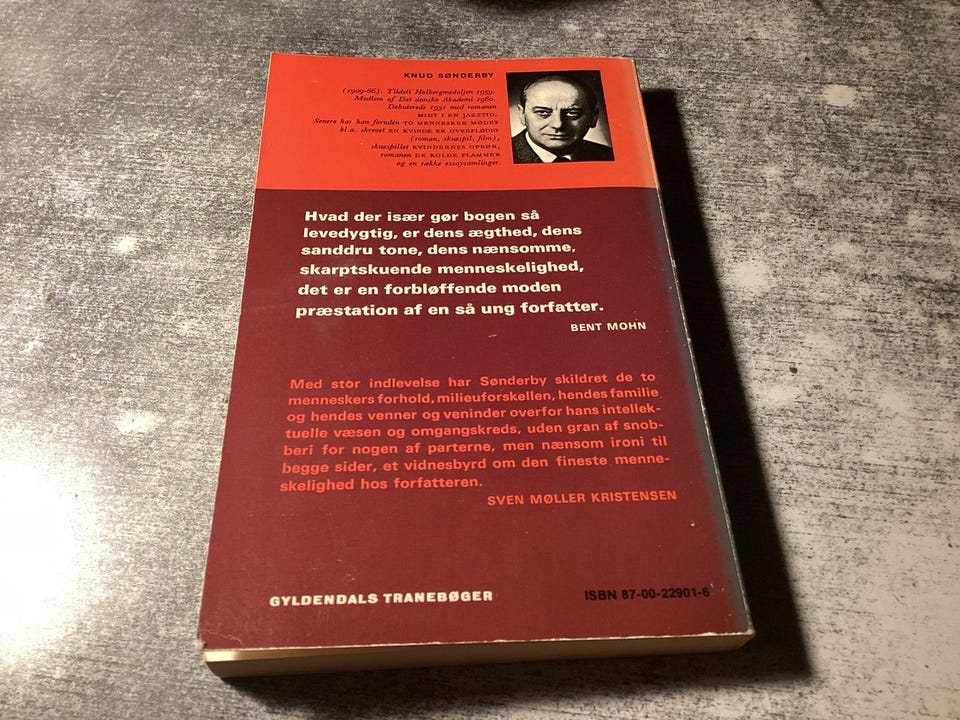 KNUD SØNDERBY
(1909-66). Tildelt Holbergmedaljen 1959.
Medlem af Det danske Akademi 1960.
Debuterede 1931 med romanen
MIDT I EN JAZZTID.
Senere har han foruden TO MENNESKER MØDES
bl.a. skrevet EN KVINDE ER OVERFLØDIG
(roman, skuespil, film),
skuespillet KVINDERNES OPRØR,
romanen DE KOLDE FLAMMER
og en række essaysamlinger.
Hvad der især gør bogen så
levedygtig, er dens ægthed, dens
sanddru tone, dens nænsomme,
skarptskuende menneskelighed,
det er en forbløffende moden
præstation af en så ung forfatter.
BENT MOHN
Med stor indlevelse har Sønderby skildret de to
menneskers forhold, milieuforskellen, hendes familie
og hendes venner og veninder overfor hans intellek-
tuelle væsen og omgangskreds, uden gran af snob-
beri for nogen af parterne, men nænsom ironi til
begge sider, et vidnesbyrd om den fineste menne-
skelighed hos forfatteren.
SVEN MØLLER KRISTENSEN
GYLDENDALS TRANEBØGER
ISBN 87-00-22901-6